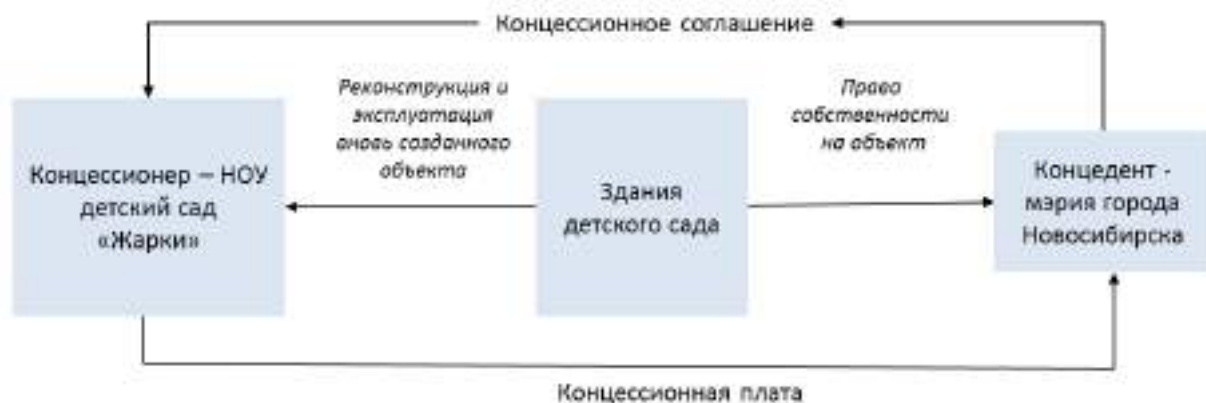 Концессионное соглашение
Реконструкция и
эксплуатация
вновь созданного
объекта
Право
собственности
на объект
Концессионер – НОУ
детский сад
«Жарки»
Здания
детского сада
Концедент -
мэрия города
Новосибирска
Концессионная плата